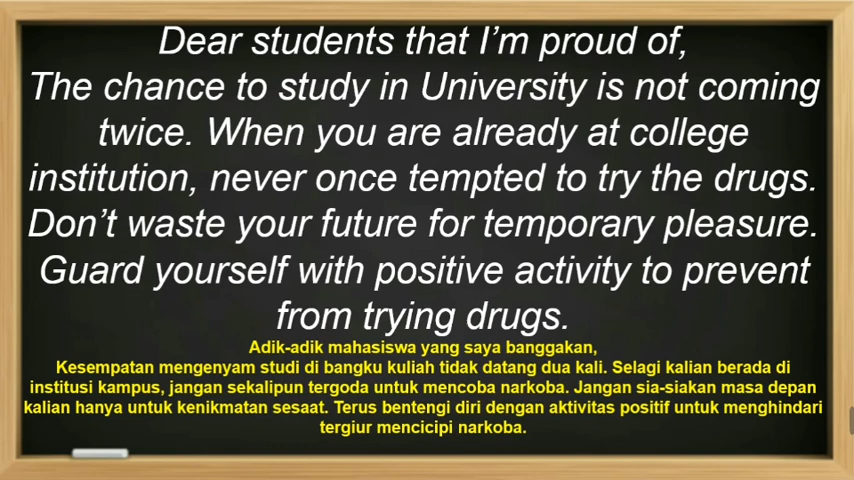 Dear students that I'm proud of,
The chance to study in University is not coming
twice. When you are already at college
institution, never once tempted to try the drugs.
Don't waste your future for temporary pleasure.
Guard yourself with positive activity to prevent
from trying drugs.
Adik-adik mahasiswa yang saya banggakan,
Kesempatan mengenyam studi di bangku kuliah tidak datang dua kali. Selagi kalian berada di
institusi kampus, jangan sekalipun tergoda untuk mencoba narkoba. Jangan sia-siakan masa depan
kalian hanya untuk kenikmatan sesaat. Terus bentengi diri dengan aktivitas positif untuk menghindari
tergiur mencicipi narkoba.